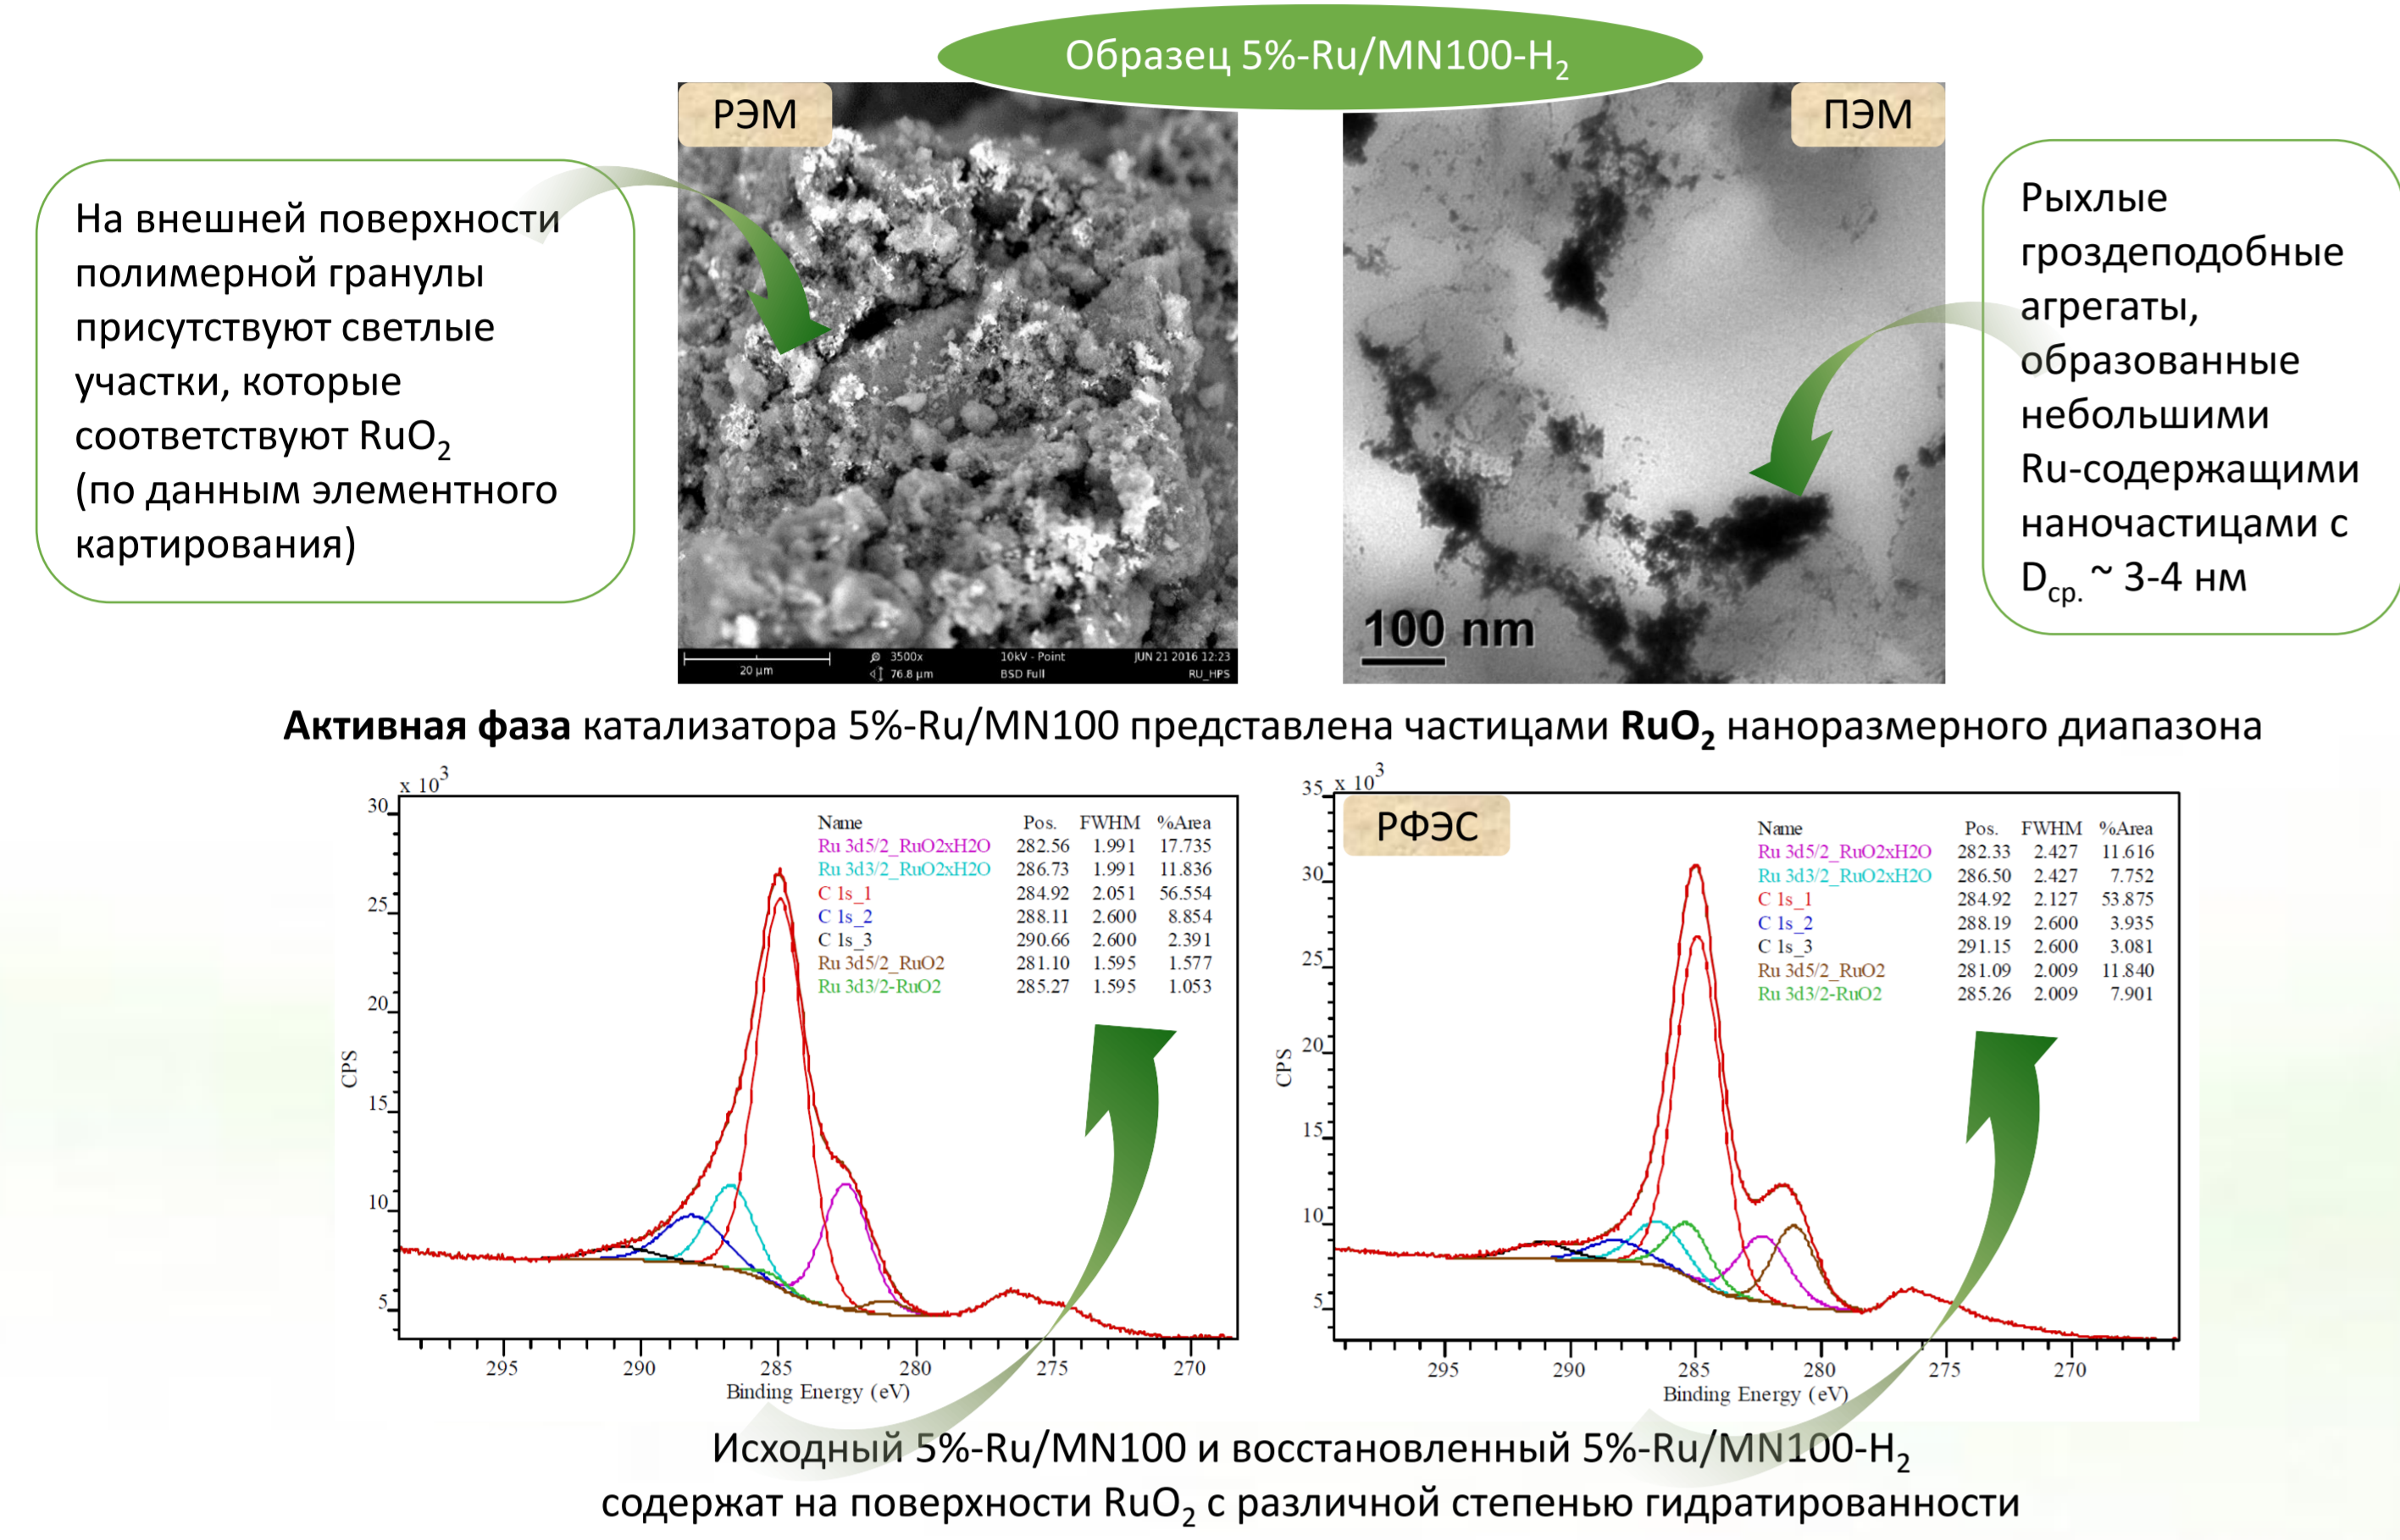 Образец 5%-Ru/MN100-H2
РЭМ
ПЭМ
На внешней поверхности
полимерной гранулы
присутствуют светлые
участки, которые
соответствуют RuO2
(по данным элементного
картирования)
20 µm
3500x
76.8 µm
10kV - Point
BSD Full
JUN 21 2016 12:23
RU_HPS
100 nm
Рыхлые
гроздеподобные
агрегаты,
образованные
небольшими
Ru-содержащими
наночастицами с
Dср. ~ 3-4 нм
Активная фаза катализатора 5%-Ru/MN100 представлена частицами RuO2 наноразмерного диапазона
x 10^3
30
25
20
15
10
5
CPS
Name Pos. FWHM %Area
Ru 3d5/2_RuO2xH2O 282.56 1.991 17.735
Ru 3d3/2_RuO2xH2O 286.73 1.991 11.836
C 1s_1 284.92 2.051 56.554
C 1s_2 288.11 2.600 8.854
C 1s_3 290.66 2.600 2.391
Ru 3d5/2_RuO2 281.10 1.595 1.577
Ru 3d3/2-RuO2 285.27 1.595 1.053
295 290 285 280 275 270
Binding Energy (eV)
РФЭС
x 10^3
35
30
25
20
15
10
5
CPS
Name Pos. FWHM %Area
Ru 3d5/2_RuO2xH2O 282.33 2.427 11.616
Ru 3d3/2_RuO2xH2O 286.50 2.427 7.752
C 1s_1 284.92 2.127 53.875
C 1s_2 288.19 2.600 3.935
C 1s_3 291.15 2.600 3.081
Ru 3d5/2_RuO2 281.09 2.009 11.840
Ru 3d3/2-RuO2 285.26 2.009 7.901
295 290 285 280 275 270
Binding Energy (eV)
Исходный 5%-Ru/MN100 и восстановленный 5%-Ru/MN100-H2
содержат на поверхности RuO2 с различной степенью гидратированности